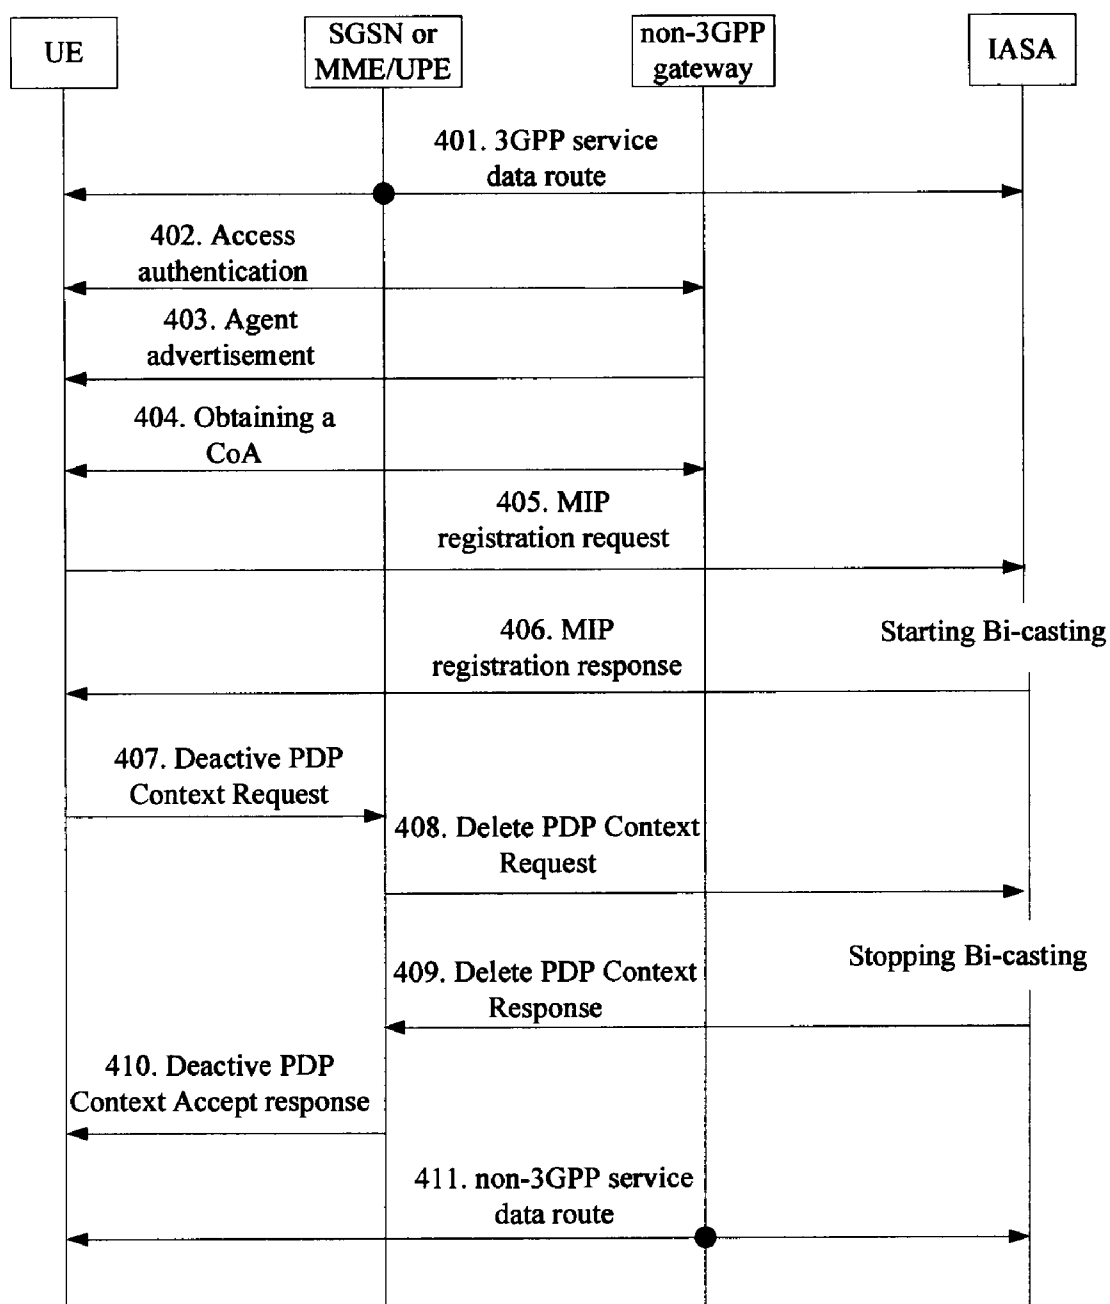 UE
SGSN or
MME/UPE
non-3GPP
gateway
IASA
401. 3GPP service
data route
402. Access
authentication
403. Agent
advertisement
404. Obtaining a
CoA
405. MIP
registration request
Starting Bi-casting
406. MIP
registration response
407. Deactive PDP
Context Request
408. Delete PDP Context
Request
Stopping Bi-casting
409. Delete PDP Context
Response
410. Deactive PDP
Context Accept response
411. non-3GPP service
data route